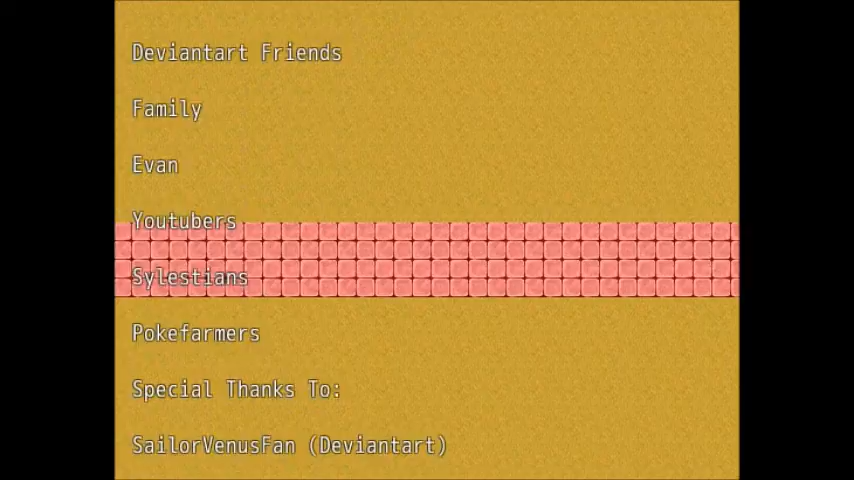 Deviantart Friends
Family
Evan
Youtubers
Sylestians
Pokefarmers
Special Thanks To:
SailorVenusFan (Deviantart)